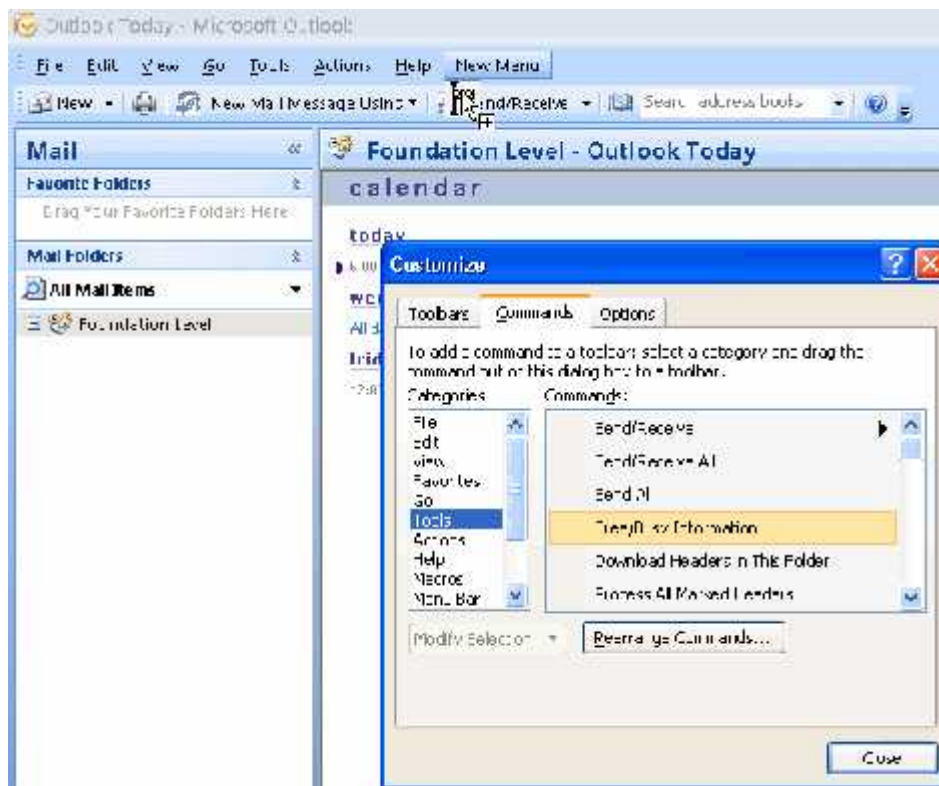 Outlook Today - Microsoft Outlook
File Edit View Go Tools Actions Help New Menu
New New Mail Message Using Send/Receive Search address books
Mail
Foundation Level - Outlook Today
Favorite Folders
calendar
Drag Your Favorite Folders Here
today
Mail Folders
Customize
All Mail Items
Toolbars Commands Options
Foundation Level
To add a command to a toolbar: select a category and drag the
command out of this dialog box to a toolbar.
Categories: Commands:
File
Edit
View
Favorites
Go
Tools
Actions
Help
Macros
Menu Bar
Send/Receive
Send/Receive All
Send All
Free/Busy Information
Download Headers in This Folder
Process All Marked Headers
Modify Selection Rearrange Commands...
Close